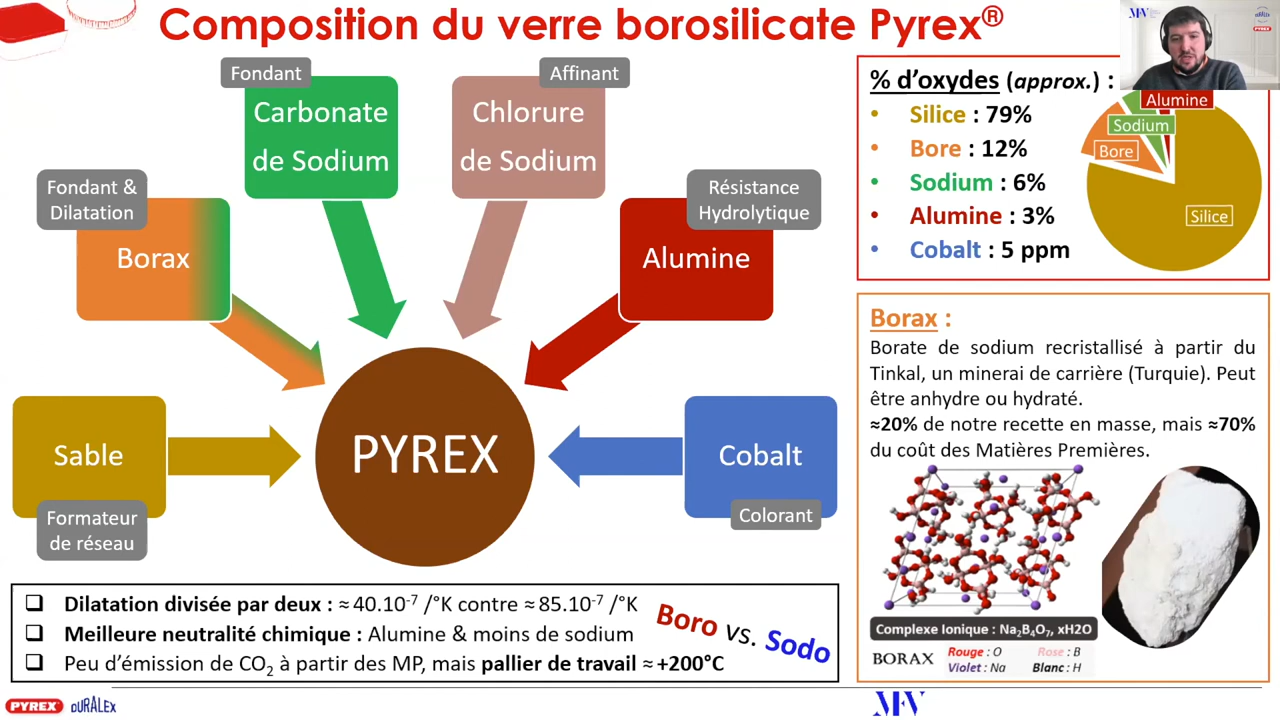 Composition du verre borosilicate Pyrex®
Fondant
Carbonate
de Sodium
Affinant
Chlorure
de Sodium
Fondant &
Dilatation
Borax
Résistance
Hydrolytique
Alumine
Sable
Formateur
de réseau
PYREX
Cobalt
Colorant
% d’oxydes (approx.) :
• Silice : 79%
• Bore : 12%
• Sodium : 6%
• Alumine : 3%
• Cobalt : 5 ppm
Alumine
Sodium
Bore
Silice
Borax :
Borate de sodium recristallisé à partir du
Tinkal, un minerai de carrière (Turquie). Peut
être anhydre ou hydraté.
≈20% de notre recette en masse, mais ≈70%
du coût des Matières Premières.
Complexe Ionique : Na₂B₄O₇, xH2O
BORAX
Rouge : O
Rose : B
Violet : Na
Blanc : H
Dilatation divisée par deux : ≈ 40.10⁻⁷ /°K contre ≈ 85.10⁻⁷ /°K
Meilleure neutralité chimique : Alumine & moins de sodium
Peu d’émission de CO₂ à partir des MP, mais pallier de travail ≈ +200°C
Boro vs. Sodo
PYREX DURALEX
MFV
MFV
DURALEX
PYREX